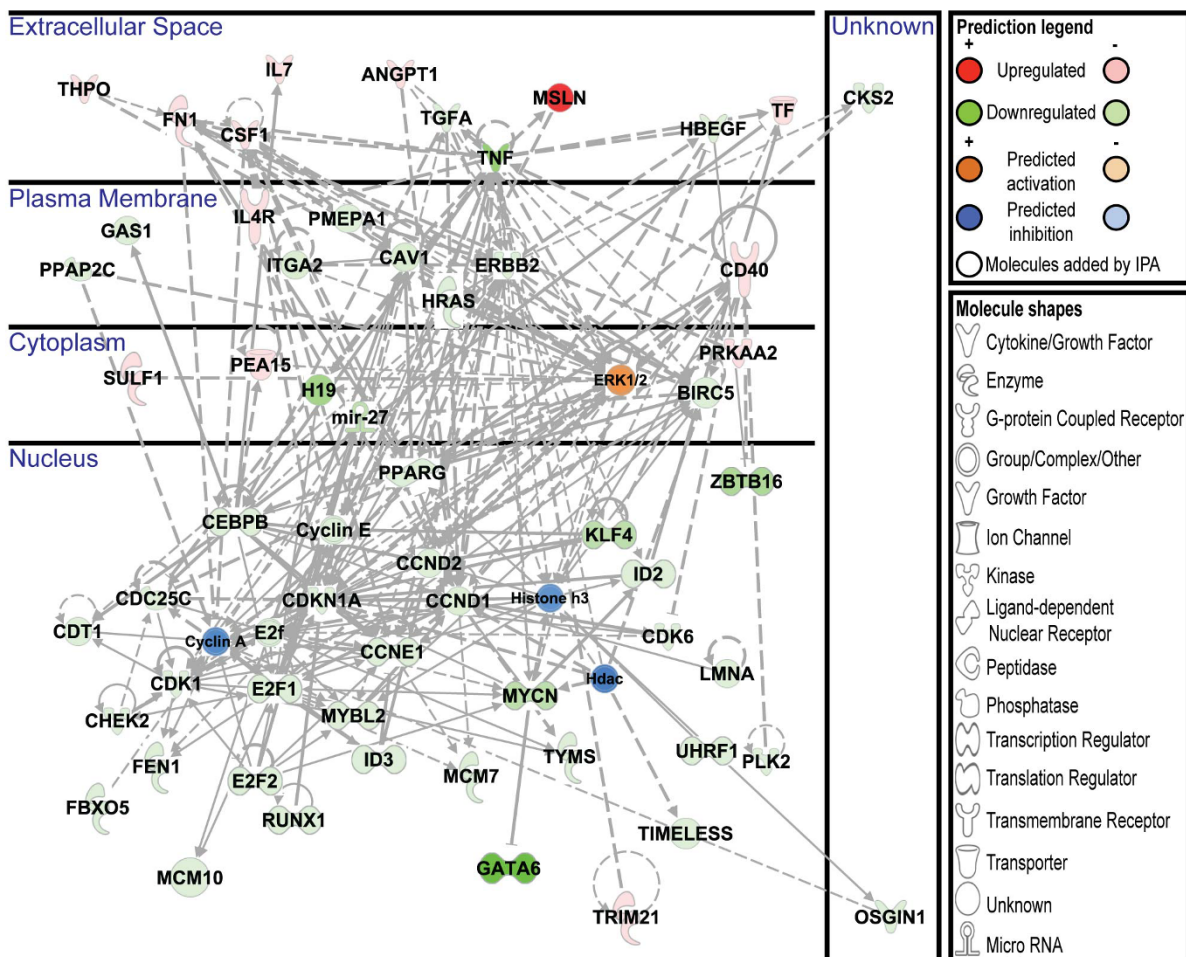 Extracellular Space
Unknown
THPO
IL7
ANGPT1
MSLN
FN1
CSF1
TGFA
TNF
HBEGF
TF
CKS2
Plasma Membrane
GAS1
PPAP2C
IL4R
PMEPA1
ITGA2
CAV1
ERBB2
HRAS
CD40
Cytoplasm
SULF1
PEA15
H19
mir-27
ERK1/2
PRKAA2
BIRC5
Nucleus
PPARG
ZBTB16
CEBPB
Cyclin E
KLF4
CCND2
ID2
CDC25C
CDKN1A
CCND1
Histone h3
CDT1
Cyclin A
E2f
CCNE1
CDK6
LMNA
CDK1
E2F1
Hdac
MYCN
CHEK2
MYBL2
FEN1
ID3
TYMS
UHRF1
PLK2
E2F2
MCM7
FBXO5
RUNX1
TIMELESS
MCM10
GATA6
TRIM21
OSGIN1
Prediction legend
+ -
Upregulated
Downregulated
+ -
Predicted
activation
Predicted
inhibition
Molecules added by IPA
Molecule shapes
Cytokine/Growth Factor
Enzyme
G-protein Coupled Receptor
Group/Complex/Other
Growth Factor
Ion Channel
Kinase
Ligand-dependent
Nuclear Receptor
Peptidase
Phosphatase
Transcription Regulator
Translation Regulator
Transmembrane Receptor
Transporter
Unknown
Micro RNA